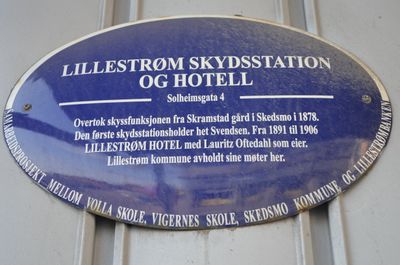 LILLESTRØM SKYDSSTATION
OG HOTELL
Solheimsgata 4
Overtok skyssfunksjonen fra Skramstad gård i Skedsmo i 1878.
Den første skydsstationsholder het Svendsen. Fra 1891 til 1906
LILLESTRØM HOTEL med Lauritz Oftedahl som eier.
Lillestrøm kommune avholdt sine møter her.
SAMARBEIDSPROSJEKT MELLOM VOLLA SKOLE, VIGERNES SKOLE, SKEDSMO KOMMUNE OG LILLESTRØMBANKEN